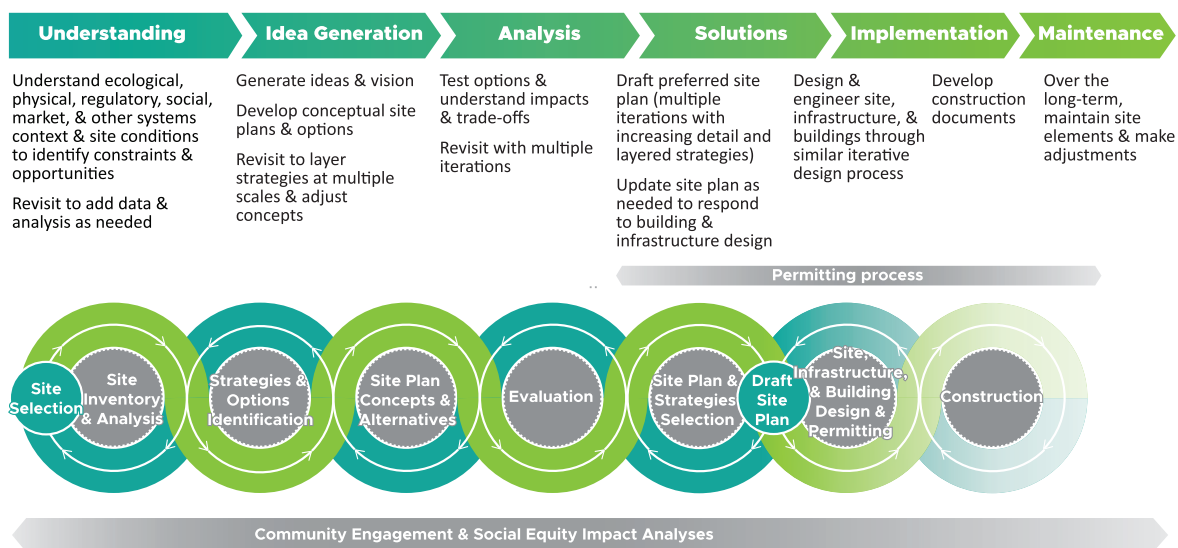 Understanding
Idea Generation
Analysis
Solutions
Implementation
Maintenance
Understand ecological,
physical, regulatory, social,
market, & other systems
context & site conditions
to identify constraints &
opportunities
Revisit to add data &
analysis as needed
Generate ideas & vision
Develop conceptual site
plans & options
Revisit to layer
strategies at multiple
scales & adjust
concepts
Test options &
understand impacts
& trade-offs
Revisit with multiple
iterations
Draft preferred site
plan (multiple
iterations with
increasing detail and
layered strategies)
Update site plan as
needed to respond
to building &
infrastructure design
Design &
engineer site,
infrastructure, &
buildings through
similar iterative
design process
Develop
construction
documents
Over the
long-term,
maintain site
elements & make
adjustments
Permitting process
Site
Selection
Site
Inventory
& Analysis
Strategies &
Options
Identification
Site Plan
Concepts &
Alternatives
Evaluation
Site Plan &
Strategies
Selection
Draft
Site
Plan
Site,
Infrastructure,
& Building
Design &
Permitting
Construction
Community Engagement & Social Equity Impact Analyses